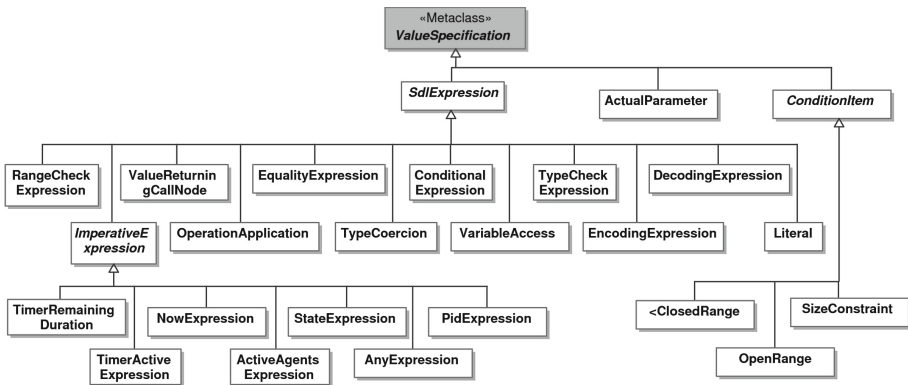 «Metaclass»
ValueSpecification
SdlExpression
ActualParameter
ConditionItem
RangeCheck
Expression
ValueReturnin
gCallNode
EqualityExpression
Conditional
Expression
TypeCheck
Expression
DecodingExpression
ImperativeE
xpression
OperationApplication
TypeCoercion
VariableAccess
EncodingExpression
Literal
TimerRemaining
Duration
NowExpression
StateExpression
PidExpression
<ClosedRange
SizeConstraint
TimerActive
Expression
ActiveAgents
Expression
AnyExpression
OpenRange